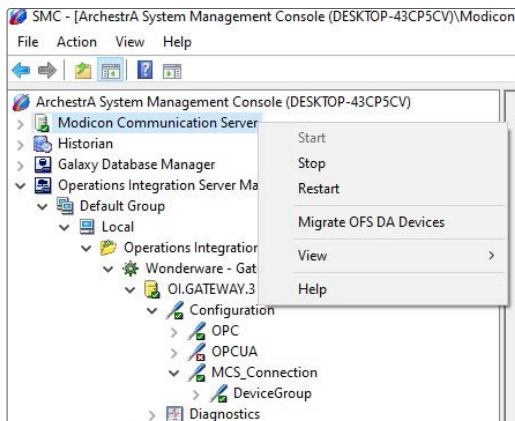 SMC - [ArchestrA System Management Console (DESKTOP-43CP5CV)\Modicon
File Action View Help
ArchestrA System Management Console (DESKTOP-43CP5CV)
Modicon Communication Server
Historian
Galaxy Database Manager
Operations Integration Server Ma
Default Group
Local
Operations Integration
Wonderware - Gat
OI.GATEWAY.3
Configuration
OPC
OPCUA
MCS_Connection
DeviceGroup
Diagnostics
Start
Stop
Restart
Migrate OFS DA Devices
View
Help